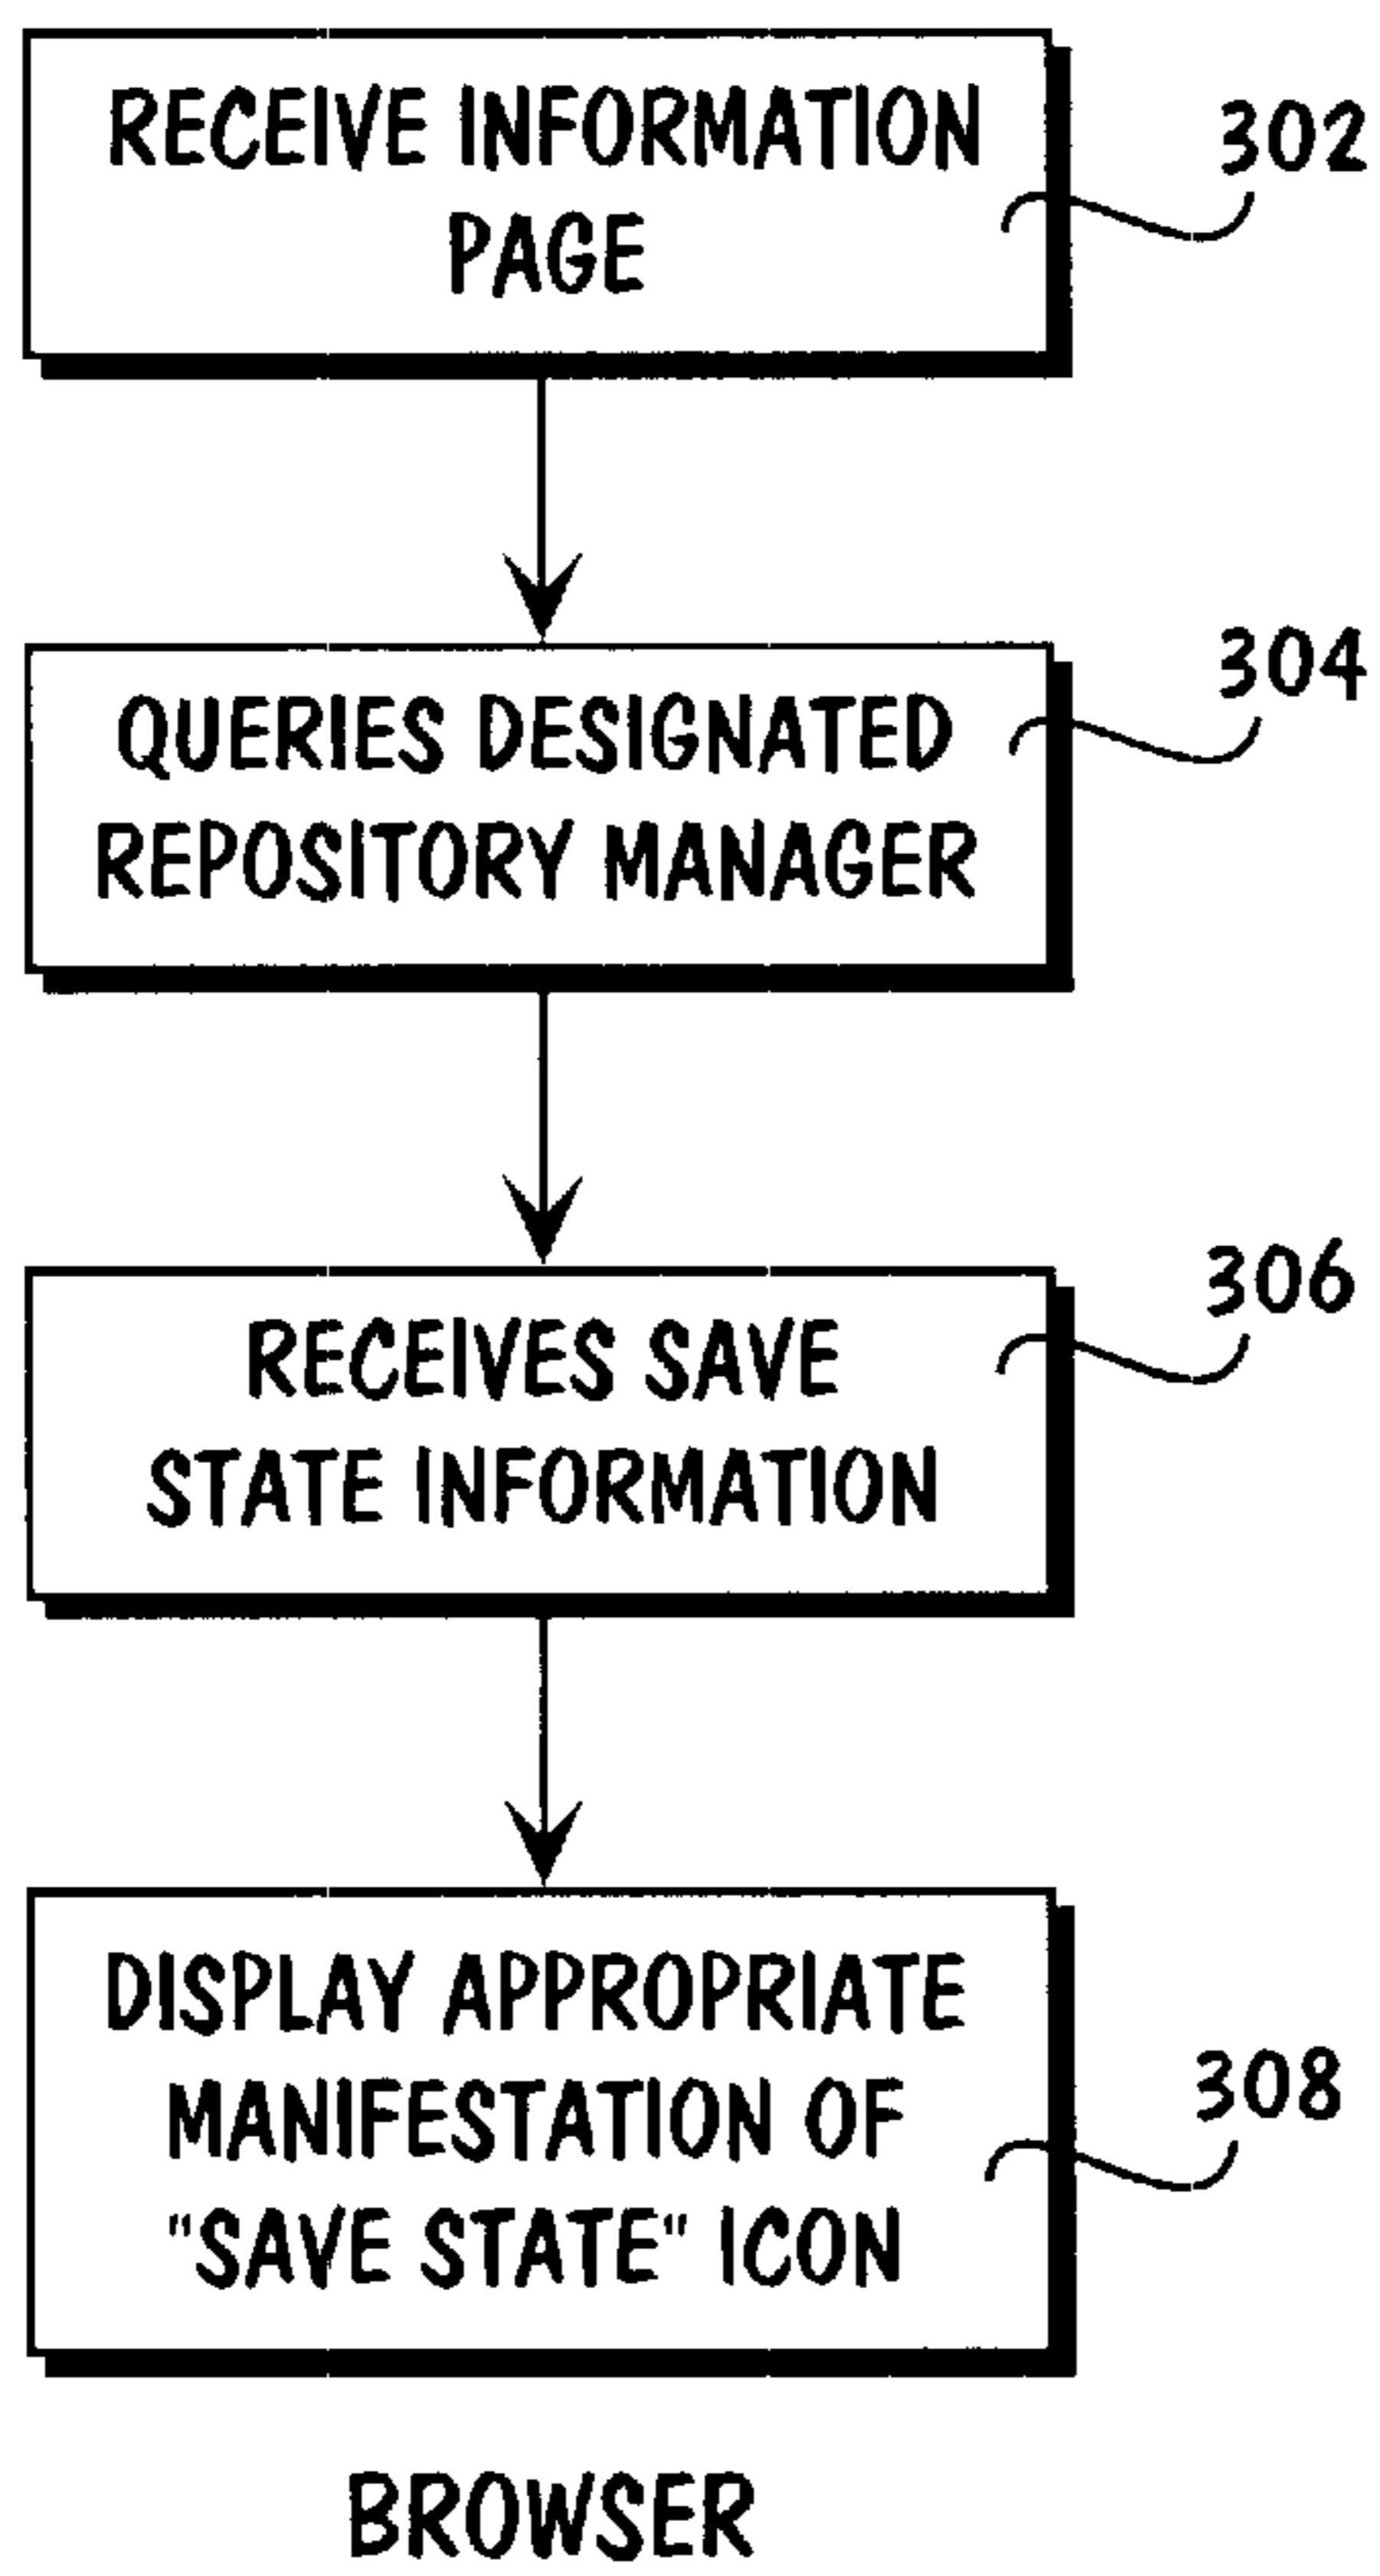 RECEIVE INFORMATION
PAGE
302
QUERIES DESIGNATED
REPOSITORY MANAGER
304
RECEIVES SAVE
STATE INFORMATION
306
DISPLAY APPROPRIATE
MANIFESTATION OF
"SAVE STATE" ICON
308
BROWSER